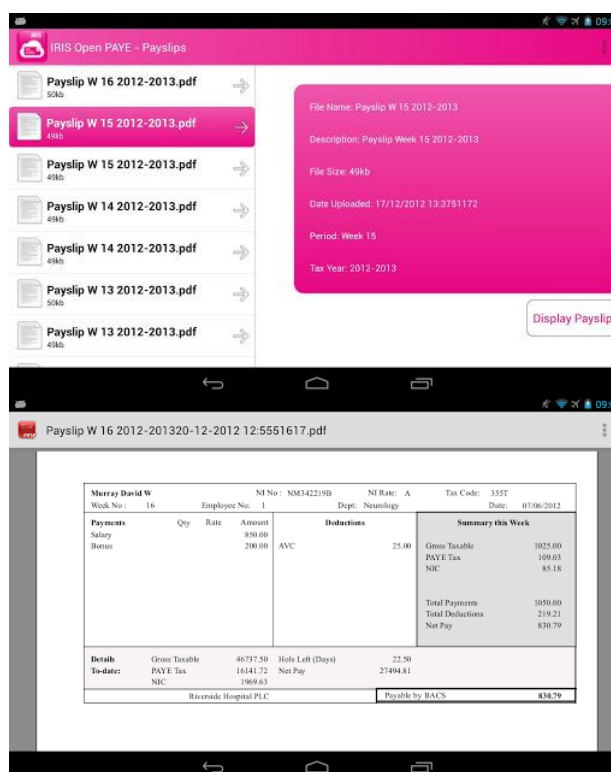 09:
IRIS
IRIS Open PAYE - Payslips
Payslip W 16 2012-2013.pdf
50kb
Payslip W 15 2012-2013.pdf
49kb
Payslip W 15 2012-2013.pdf
49kb
Payslip W 14 2012-2013.pdf
49kb
Payslip W 14 2012-2013.pdf
49kb
Payslip W 13 2012-2013.pdf
50kb
Payslip W 13 2012-2013.pdf
49kb
File Name: Payslip W 15 2012-2013
Description: Payslip Week 15 2012-2013
File Size: 49kb
Date Uploaded: 17/12/2012 13:3751172
Period: Week 15
Tax Year: 2012-2013
Display Payslip
09:
Payslip W 16 2012-201320-12-2012 12:5551617.pdf
Murray David W NI No: NM342219B NI Rate: A Tax Code: 355T
Week No: 16 Employee No: 1 Dept: Neurology Date: 07/06/2012
Payments Qty Rate Amount Deductions Summary this Week
Salary 850.00
Bonus 200.00 AVC 25.00 Gross Taxable 1025.00
PAYE Tax 109.03
NIC 85.18
Total Payments 1050.00
Total Deductions 219.21
Net Pay 830.79
Details Gross Taxable 46737.50 Hols Left (Days) 22.50
To-date: PAYE Tax 16141.72 Net Pay 27494.81
NIC 1969.63
Riverside Hospital PLC Payable by BACS 830.79